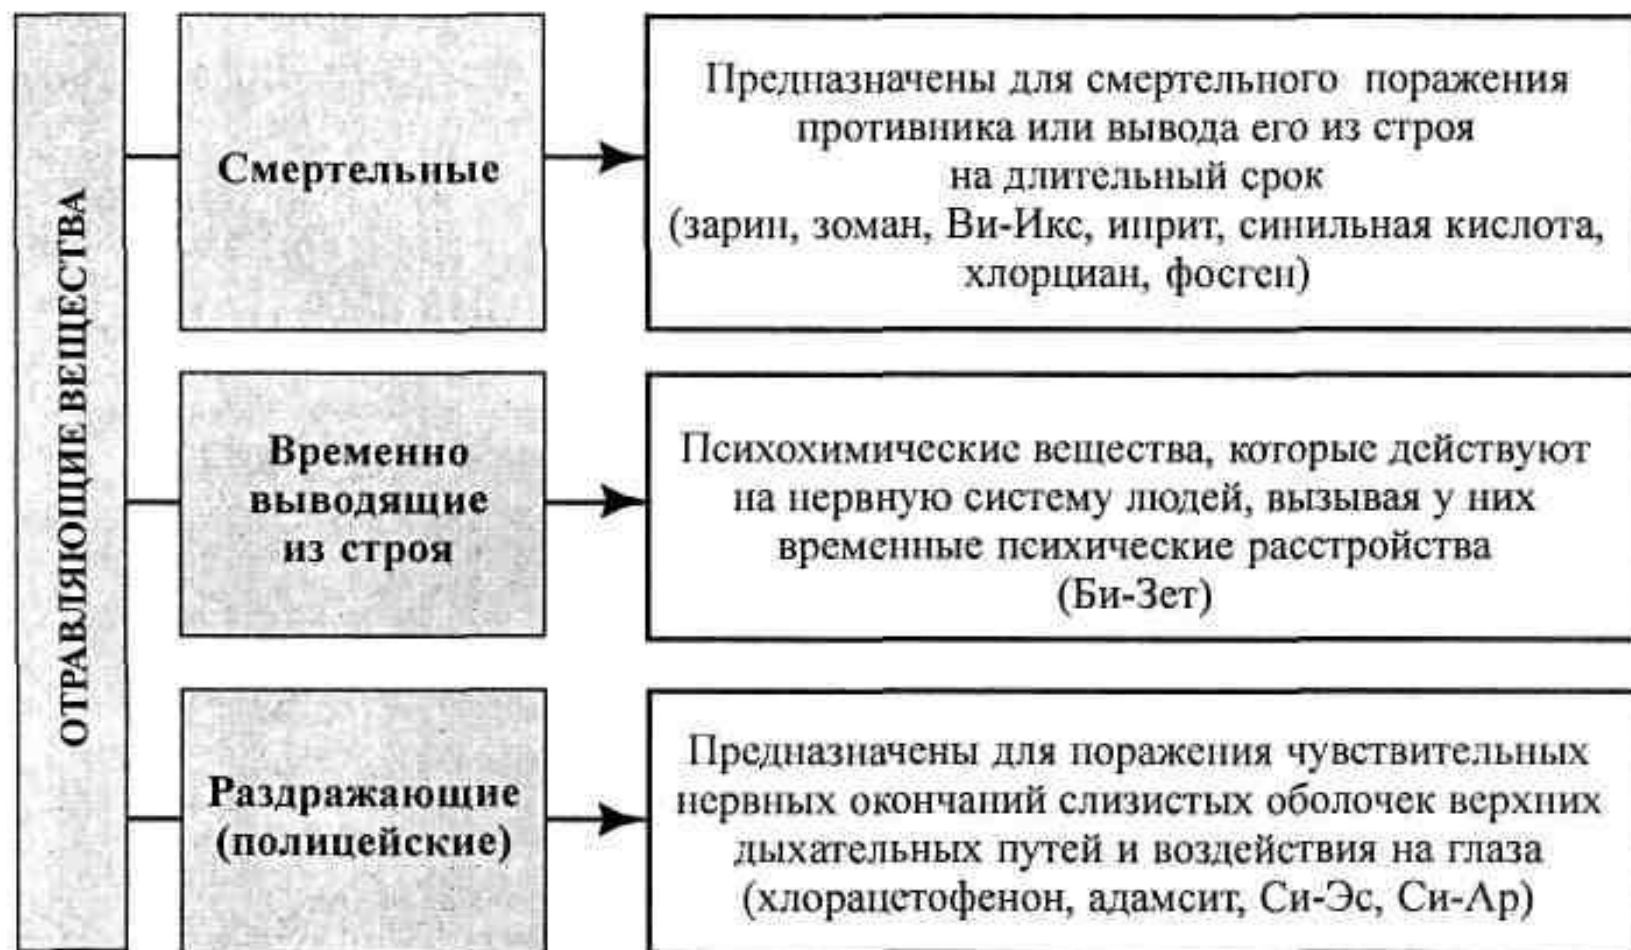 ОТРАВЛЯЮЩИЕ ВЕЩЕСТВА
Смертельные
Предназначены для смертельного поражения
противника или вывода его из строя
на длительный срок
(зарин, зоман, Ви-Икс, иприт, синильная кислота,
хлорциан, фосген)
Временно
выводящие
из строя
Психохимические вещества, которые действуют
на нервную систему людей, вызывая у них
временные психические расстройства
(Би-Зет)
Раздражающие
(полицейские)
Предназначены для поражения чувствительных
нервных окончаний слизистых оболочек верхних
дыхательных путей и воздействия на глаза
(хлорацетофенон, адамсит, Си-Эс, Си-Ар)